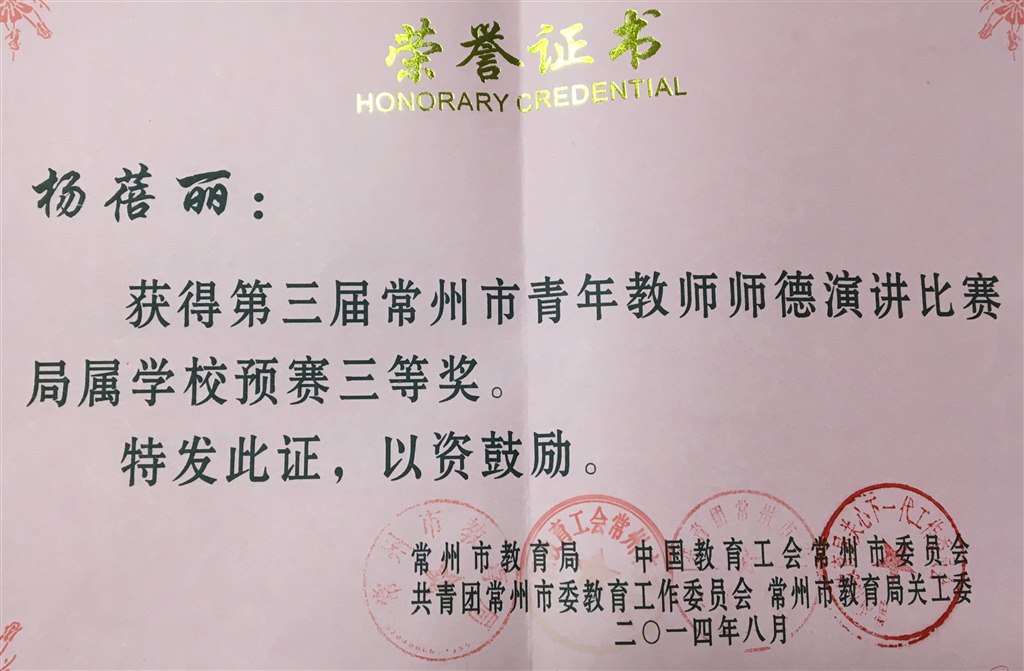 荣誉证书
HONORARY CREDENTIAL
杨蓓丽：
获得第三届常州市青年教师师德演讲比赛
局属学校预赛三等奖。
特发此证，以资鼓励。
常州市教育局 中国教育工会常州市委员会
共青团常州市委教育工作委员会 常州市教育局关工委
二〇一四年八月